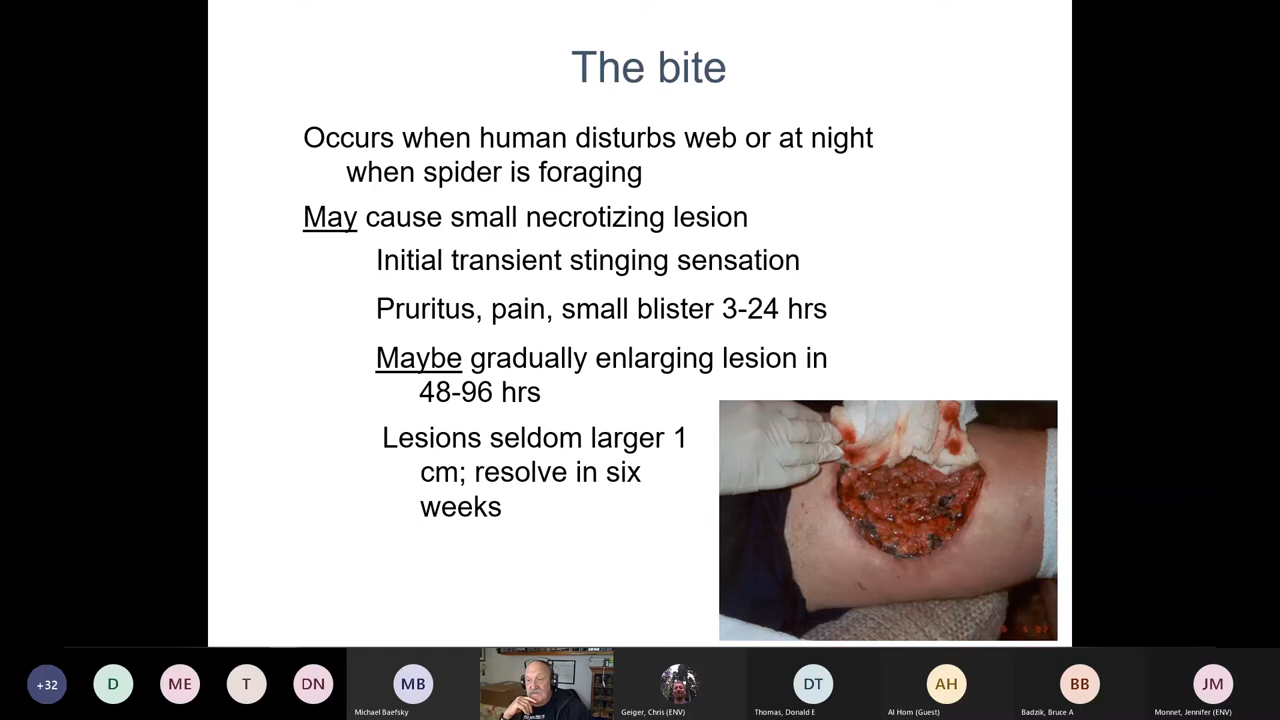 The bite
Occurs when human disturbs web or at night
when spider is foraging
May cause small necrotizing lesion
Initial transient stinging sensation
Pruritus, pain, small blister 3-24 hrs
Maybe gradually enlarging lesion in
48-96 hrs
Lesions seldom larger 1
cm; resolve in six
weeks
+32
D
ME
T
DN
MB
DT
AH
BB
JM
Michael Baefsky
Geiger, Chris (ENV)
Thomas, Donald E
Al Hom (Guest)
Badzik, Bruce A
Monnet, Jennifer (ENV)